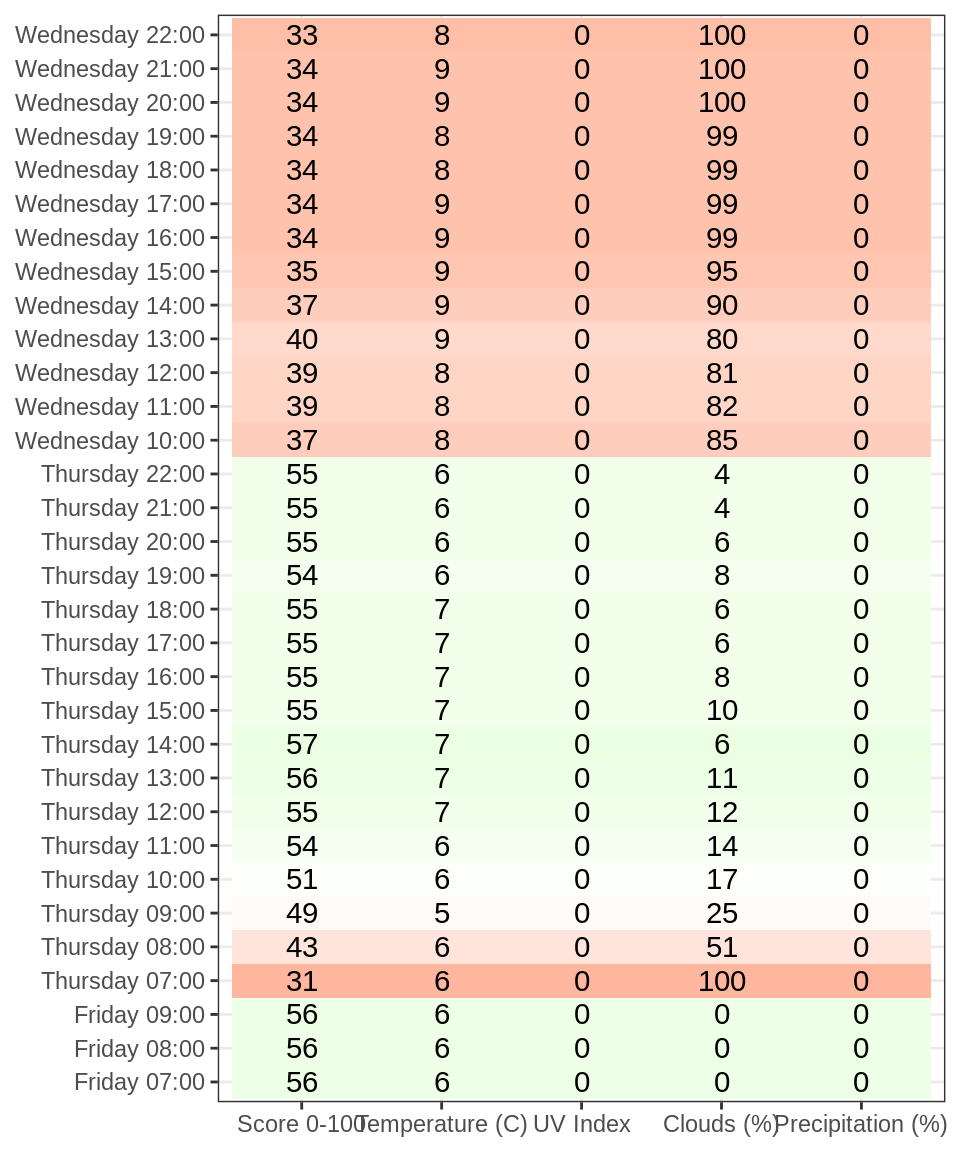 Wednesday 22:00 33 8 0 100 0
Wednesday 21:00 34 9 0 100 0
Wednesday 20:00 34 9 0 100 0
Wednesday 19:00 34 8 0 99 0
Wednesday 18:00 34 8 0 99 0
Wednesday 17:00 34 9 0 99 0
Wednesday 16:00 34 9 0 99 0
Wednesday 15:00 35 9 0 95 0
Wednesday 14:00 37 9 0 90 0
Wednesday 13:00 40 9 0 80 0
Wednesday 12:00 39 8 0 81 0
Wednesday 11:00 39 8 0 82 0
Wednesday 10:00 37 8 0 85 0
Thursday 22:00 55 6 0 4 0
Thursday 21:00 55 6 0 4 0
Thursday 20:00 55 6 0 6 0
Thursday 19:00 54 6 0 8 0
Thursday 18:00 55 7 0 6 0
Thursday 17:00 55 7 0 6 0
Thursday 16:00 55 7 0 8 0
Thursday 15:00 55 7 0 10 0
Thursday 14:00 57 7 0 6 0
Thursday 13:00 56 7 0 11 0
Thursday 12:00 55 7 0 12 0
Thursday 11:00 54 6 0 14 0
Thursday 10:00 51 6 0 17 0
Thursday 09:00 49 5 0 25 0
Thursday 08:00 43 6 0 51 0
Thursday 07:00 31 6 0 100 0
Friday 09:00 56 6 0 0 0
Friday 08:00 56 6 0 0 0
Friday 07:00 56 6 0 0 0
Score 0-100 Temperature (C) UV Index Clouds (%) Precipitation (%)